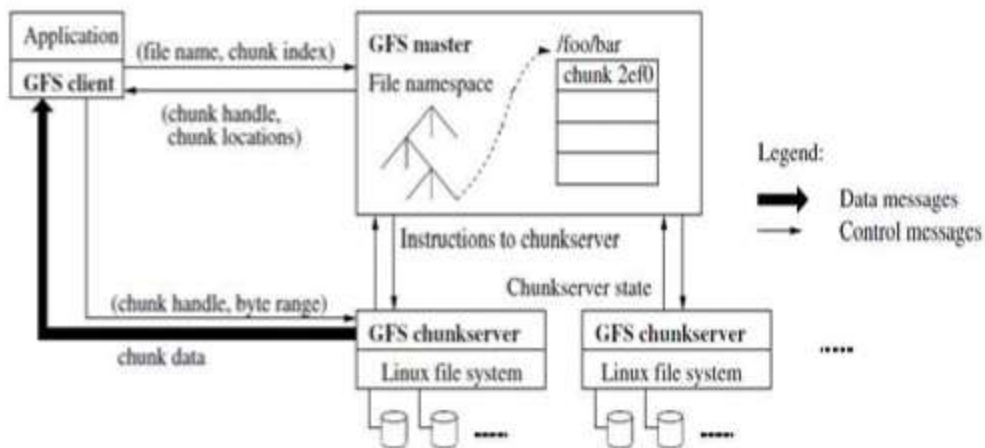 Application
GFS client
(file name, chunk index)
(chunk handle,
chunk locations)
GFS master
File namespace
/foo/bar
chunk 2ef0
Legend:
Data messages
Control messages
Instructions to chunkserver
Chunkserver state
(chunk handle, byte range)
chunk data
GFS chunkserver
Linux file system
GFS chunkserver
Linux file system